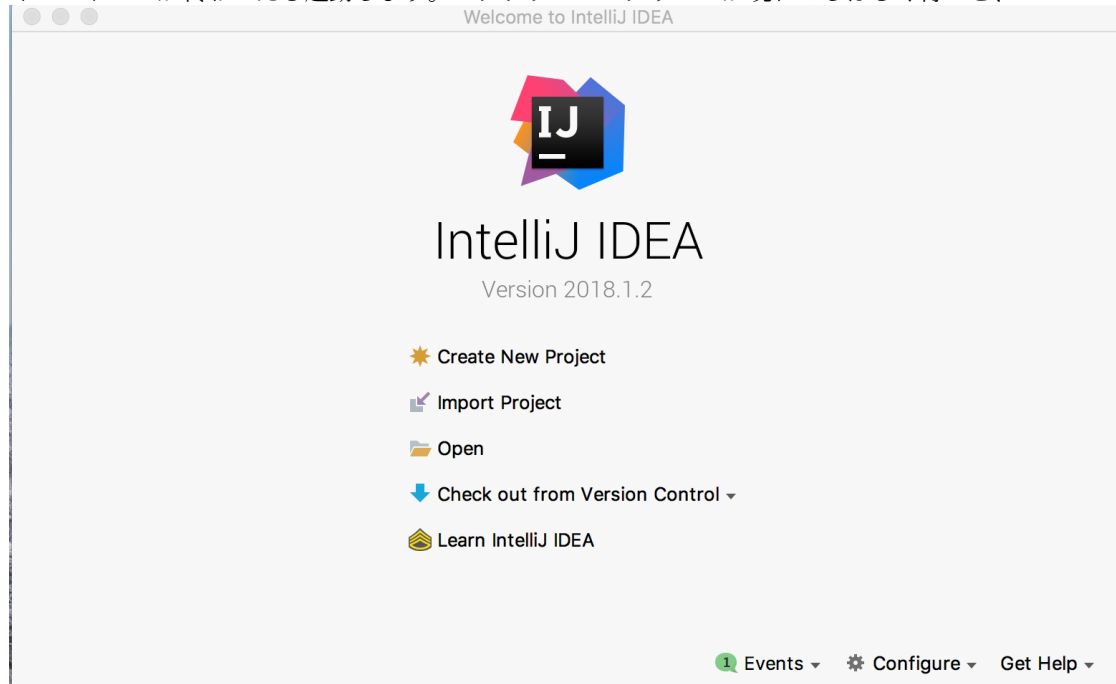 Welcome to IntelliJ IDEA
IJ
IntelliJ IDEA
Version 2018.1.2
Create New Project
Import Project
Open
Check out from Version Control
Learn IntelliJ IDEA
1 Events Configure Get Help